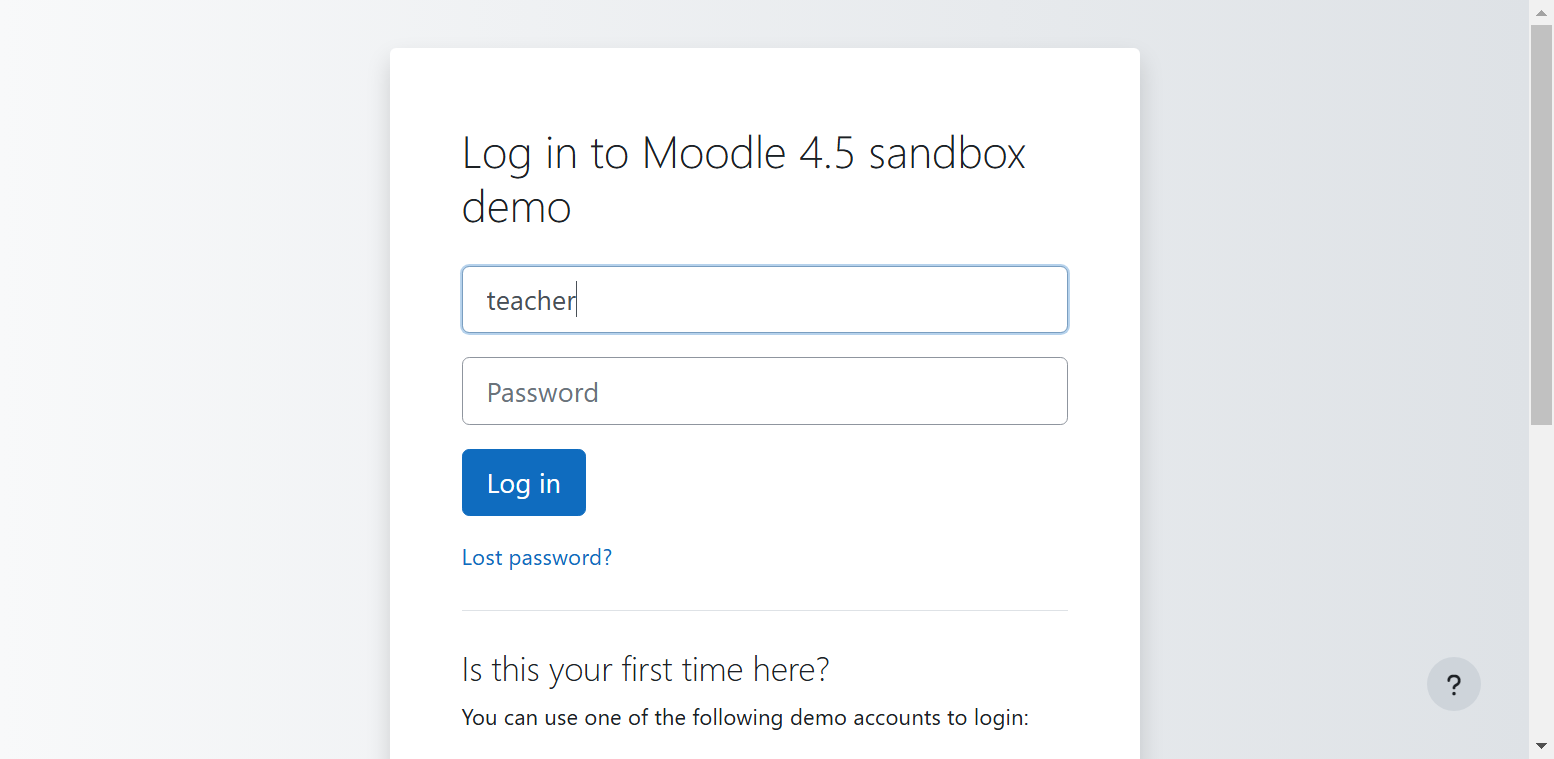 Log in to Moodle 4.5 sandbox
demo
teacher
Password
Log in
Lost password?
Is this your first time here?
You can use one of the following demo accounts to login:
?